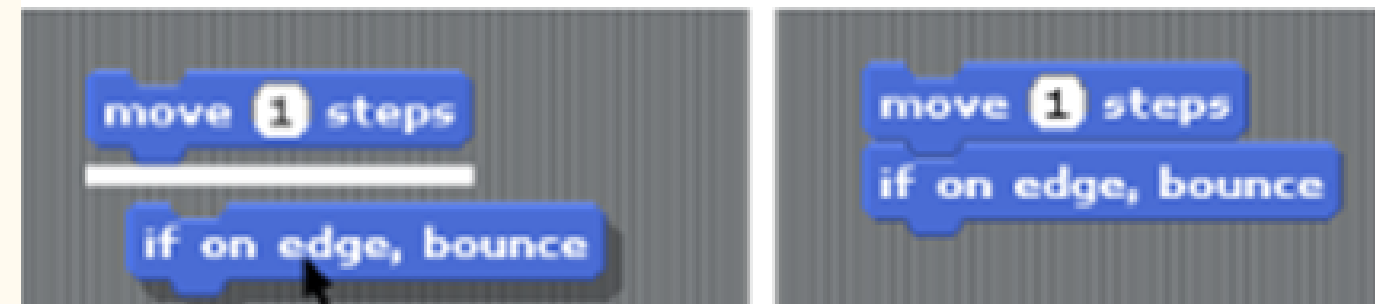 move 1 steps
if on edge, bounce
move 1 steps
if on edge, bounce